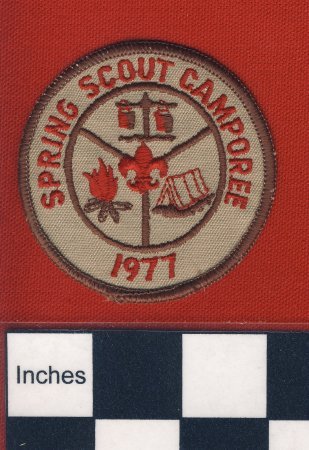 SPRING SCOUT CAMPOREE
1977
Inches